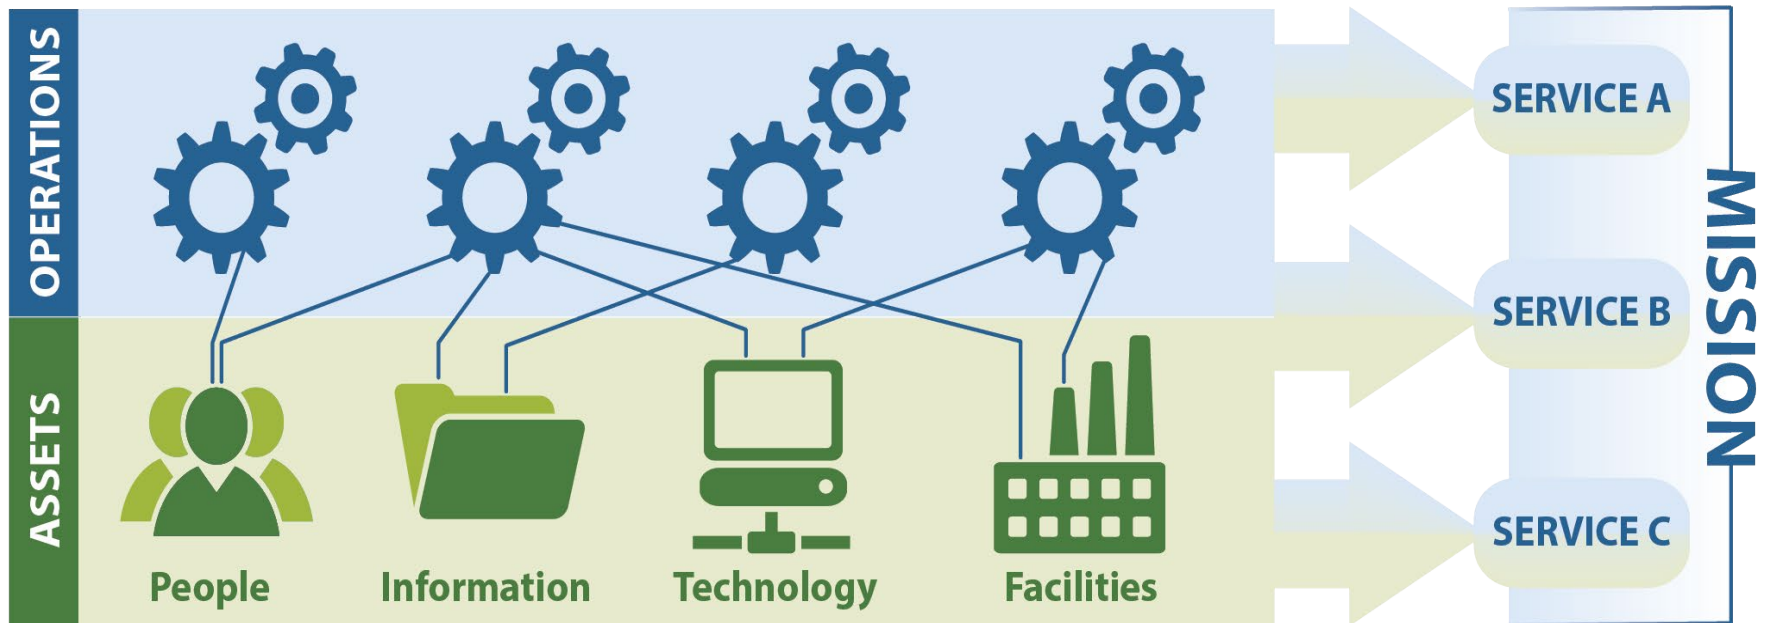 OPERATIONS
ASSETS
People
Information
Technology
Facilities
SERVICE A
SERVICE B
SERVICE C
MISSION